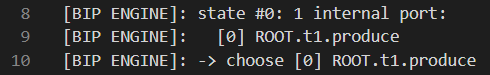 8 [BIP ENGINE]: state #0: 1 internal port:
9 [BIP ENGINE]:   [0] ROOT.t1.produce
10 [BIP ENGINE]: -> choose [0] ROOT.t1.produce